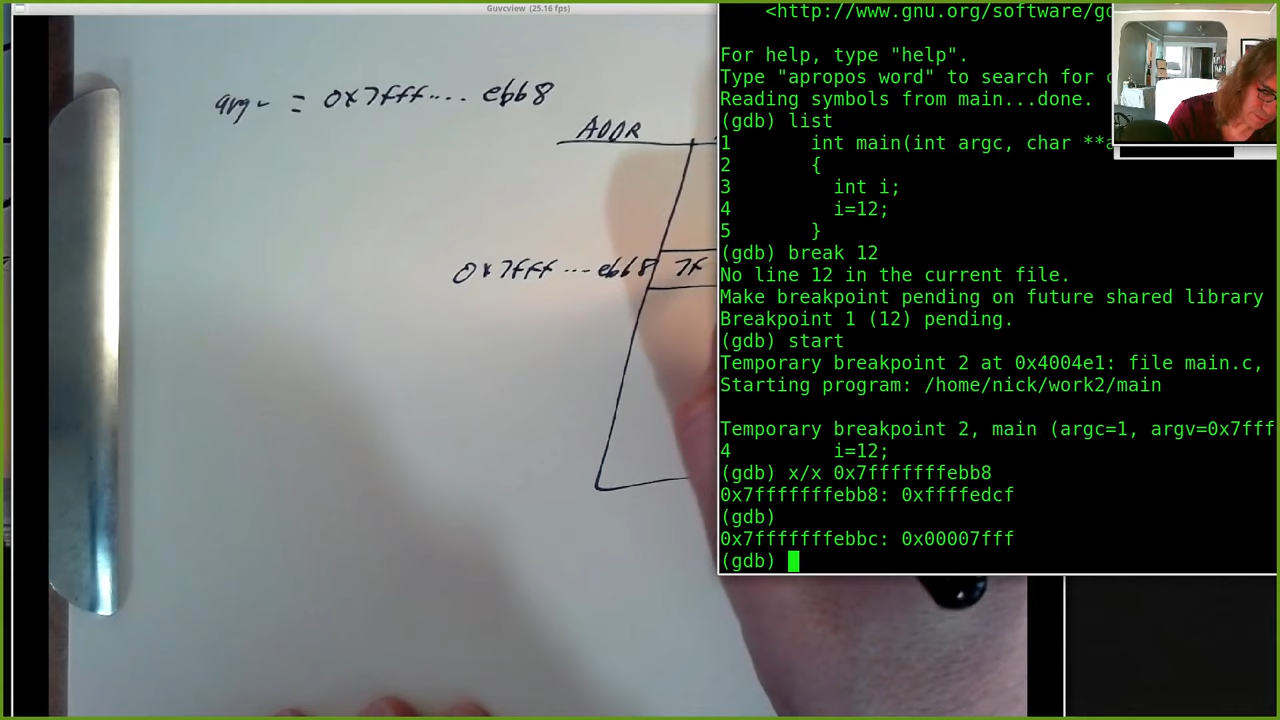 Guvcview (25.16 fps)
argv = 0x7fff.... ebb8
ADDR
0x7fff ... ebb8 7f
<http://www.gnu.org/software/gd
For help, type "help".
Type "apropos word" to search for c
Reading symbols from main...done.
(gdb) list
1 int main(int argc, char **a
2 {
3 int i;
4 i=12;
5 }
(gdb) break 12
No line 12 in the current file.
Make breakpoint pending on future shared library
Breakpoint 1 (12) pending.
(gdb) start
Temporary breakpoint 2 at 0x4004e1: file main.c,
Starting program: /home/nick/work2/main
Temporary breakpoint 2, main (argc=1, argv=0x7fff
4 i=12;
(gdb) x/x 0x7fffffffebb8
0x7fffffffebb8: 0xffffedcf
(gdb)
0x7fffffffebbc: 0x00007fff
(gdb)